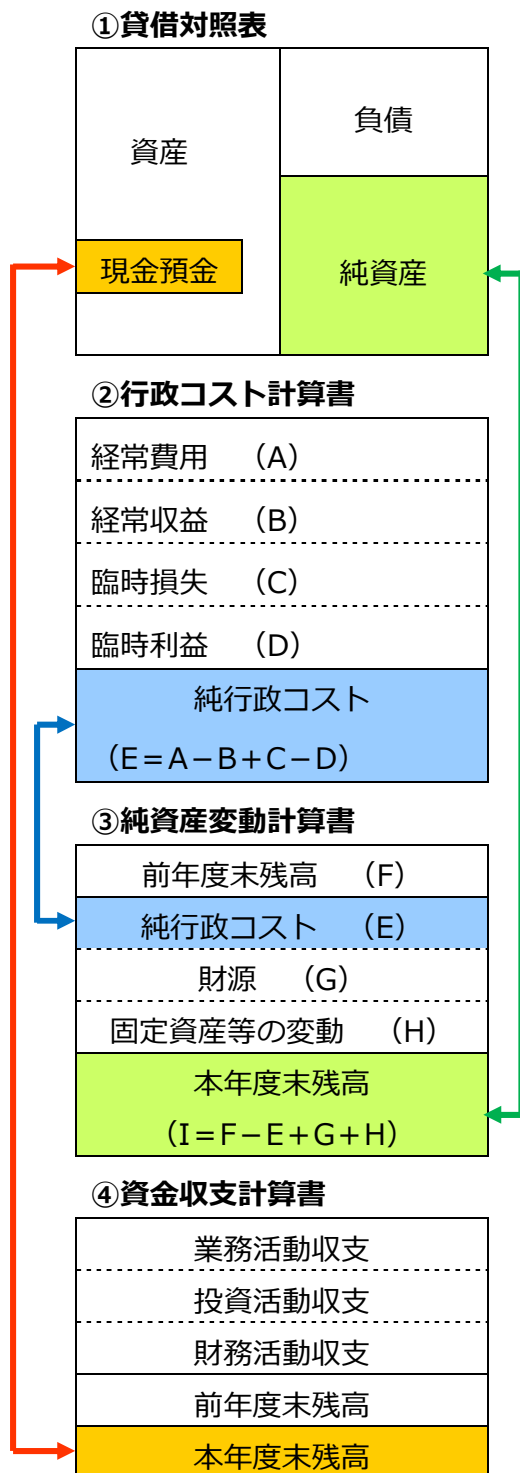 ①貸借対照表
資産
負債
現金預金
純資産
②行政コスト計算書
経常費用　（A）
経常収益　（B）
臨時損失　（C）
臨時利益　（D）
純行政コスト
（E＝A－B＋C－D）
③純資産変動計算書
前年度末残高　（F）
純行政コスト　（E）
財源　（G）
固定資産等の変動　（H）
本年度末残高
（I＝F－E＋G＋H）
④資金収支計算書
業務活動収支
投資活動収支
財務活動収支
前年度末残高
本年度末残高